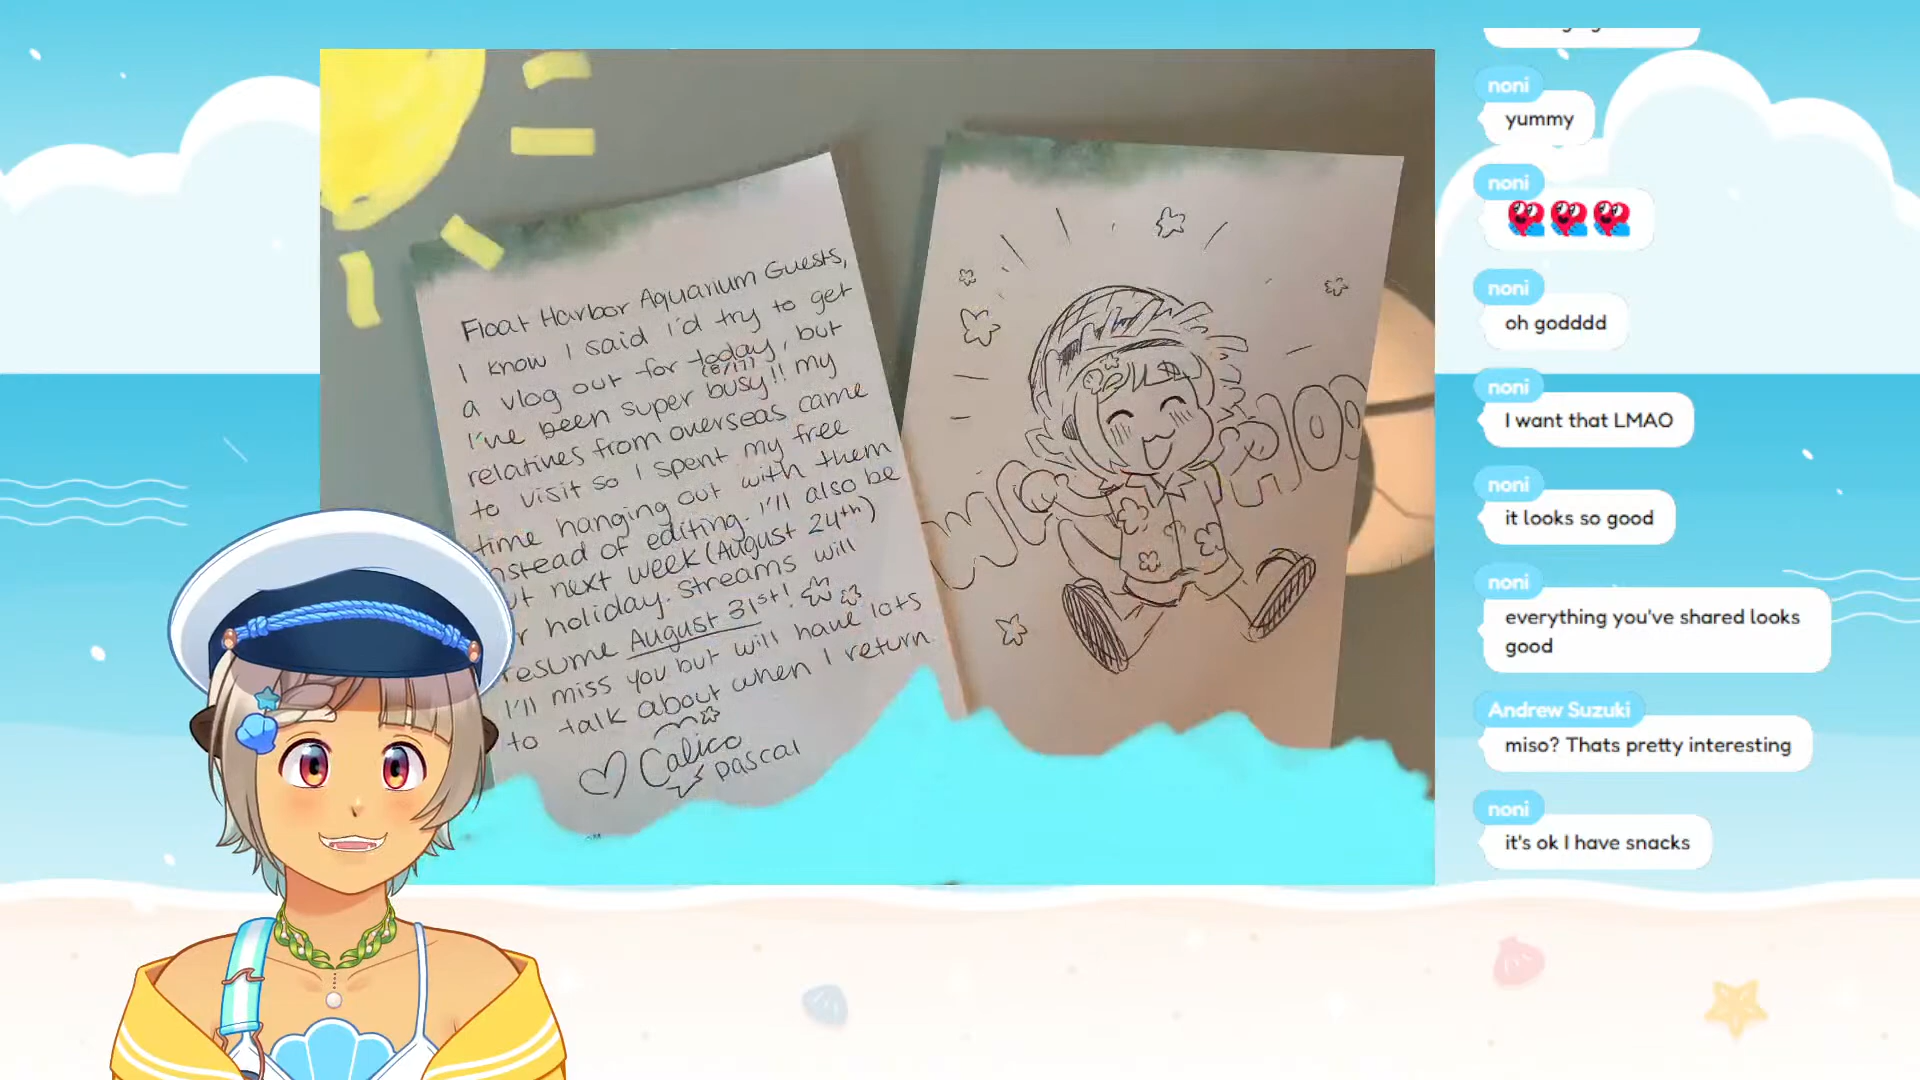 Float Harbor Aquarium Guests,
I know I said I'd try to get
a vlog out for today, but
(8/17)
I've been super busy!! My
relatives from overseas came
to visit so I spent my free
time hanging out with them
instead of editing. I'll also be
out next week (August 24th)
holiday. Streams will
resume August 31st!
I'll miss you but will have lots
to talk about when I return
Calico
Pascal
WO
HOO
noni
yummy
noni
noni
oh godddd
noni
I want that LMAO
noni
it looks so good
noni
everything you've shared looks
good
Andrew Suzuki
miso? Thats pretty interesting
noni
it's ok I have snacks